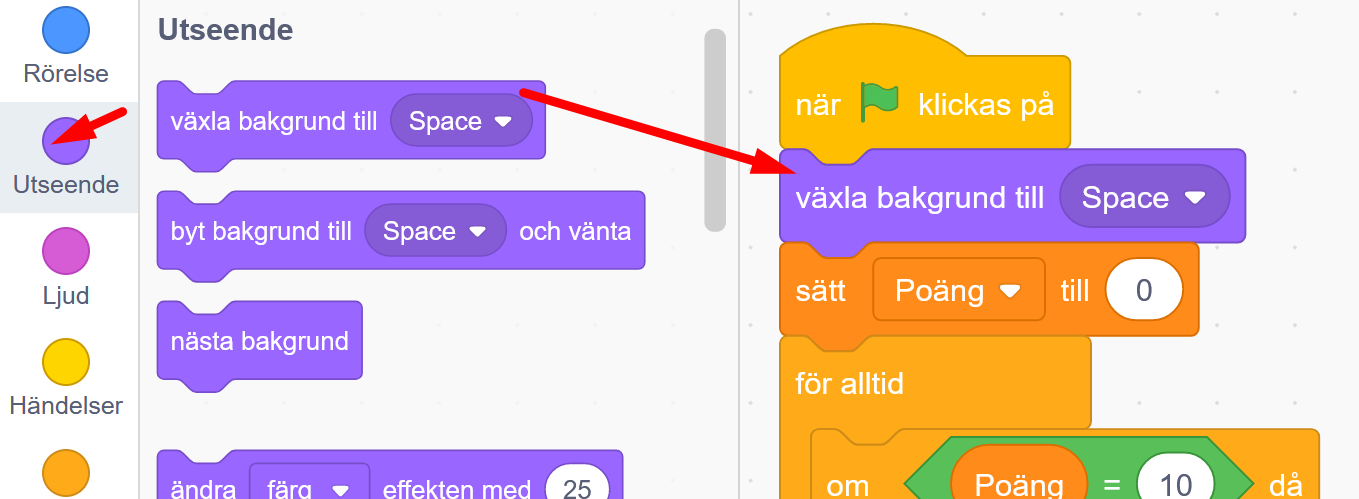 Rörelse
Utseende
Ljud
Händelser
Utseende
växla bakgrund till Space
byt bakgrund till Space och vänta
nästa bakgrund
ändra färg effekten med 25
när klickas på
växla bakgrund till Space
sätt Poäng till 0
för alltid
om Poäng = 10 då